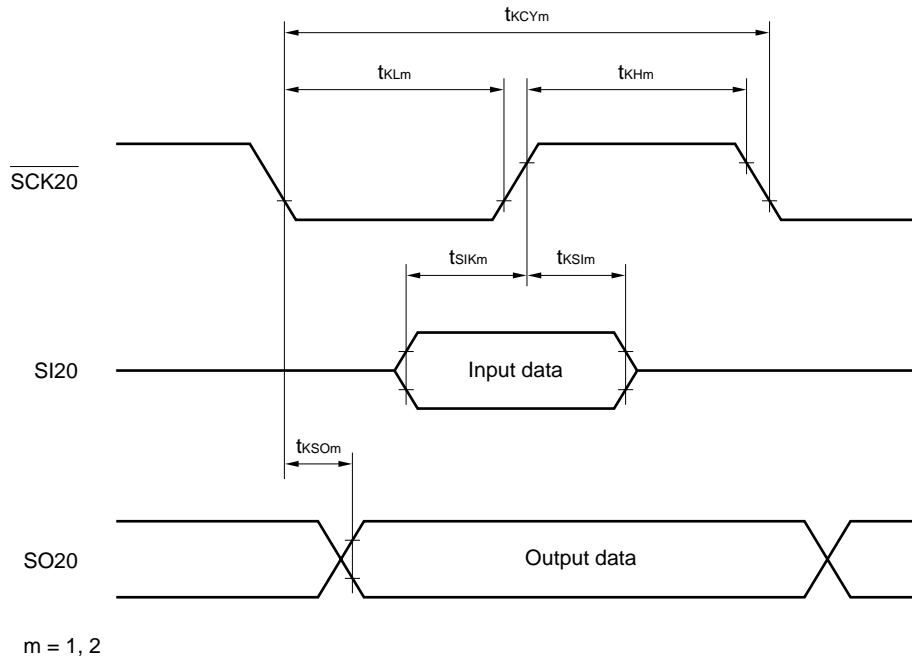 tKCYm
tKLm
tKHm
SCK20
tSIKm
tKSIm
SI20
Input data
tKSOm
SO20
Output data
m = 1, 2